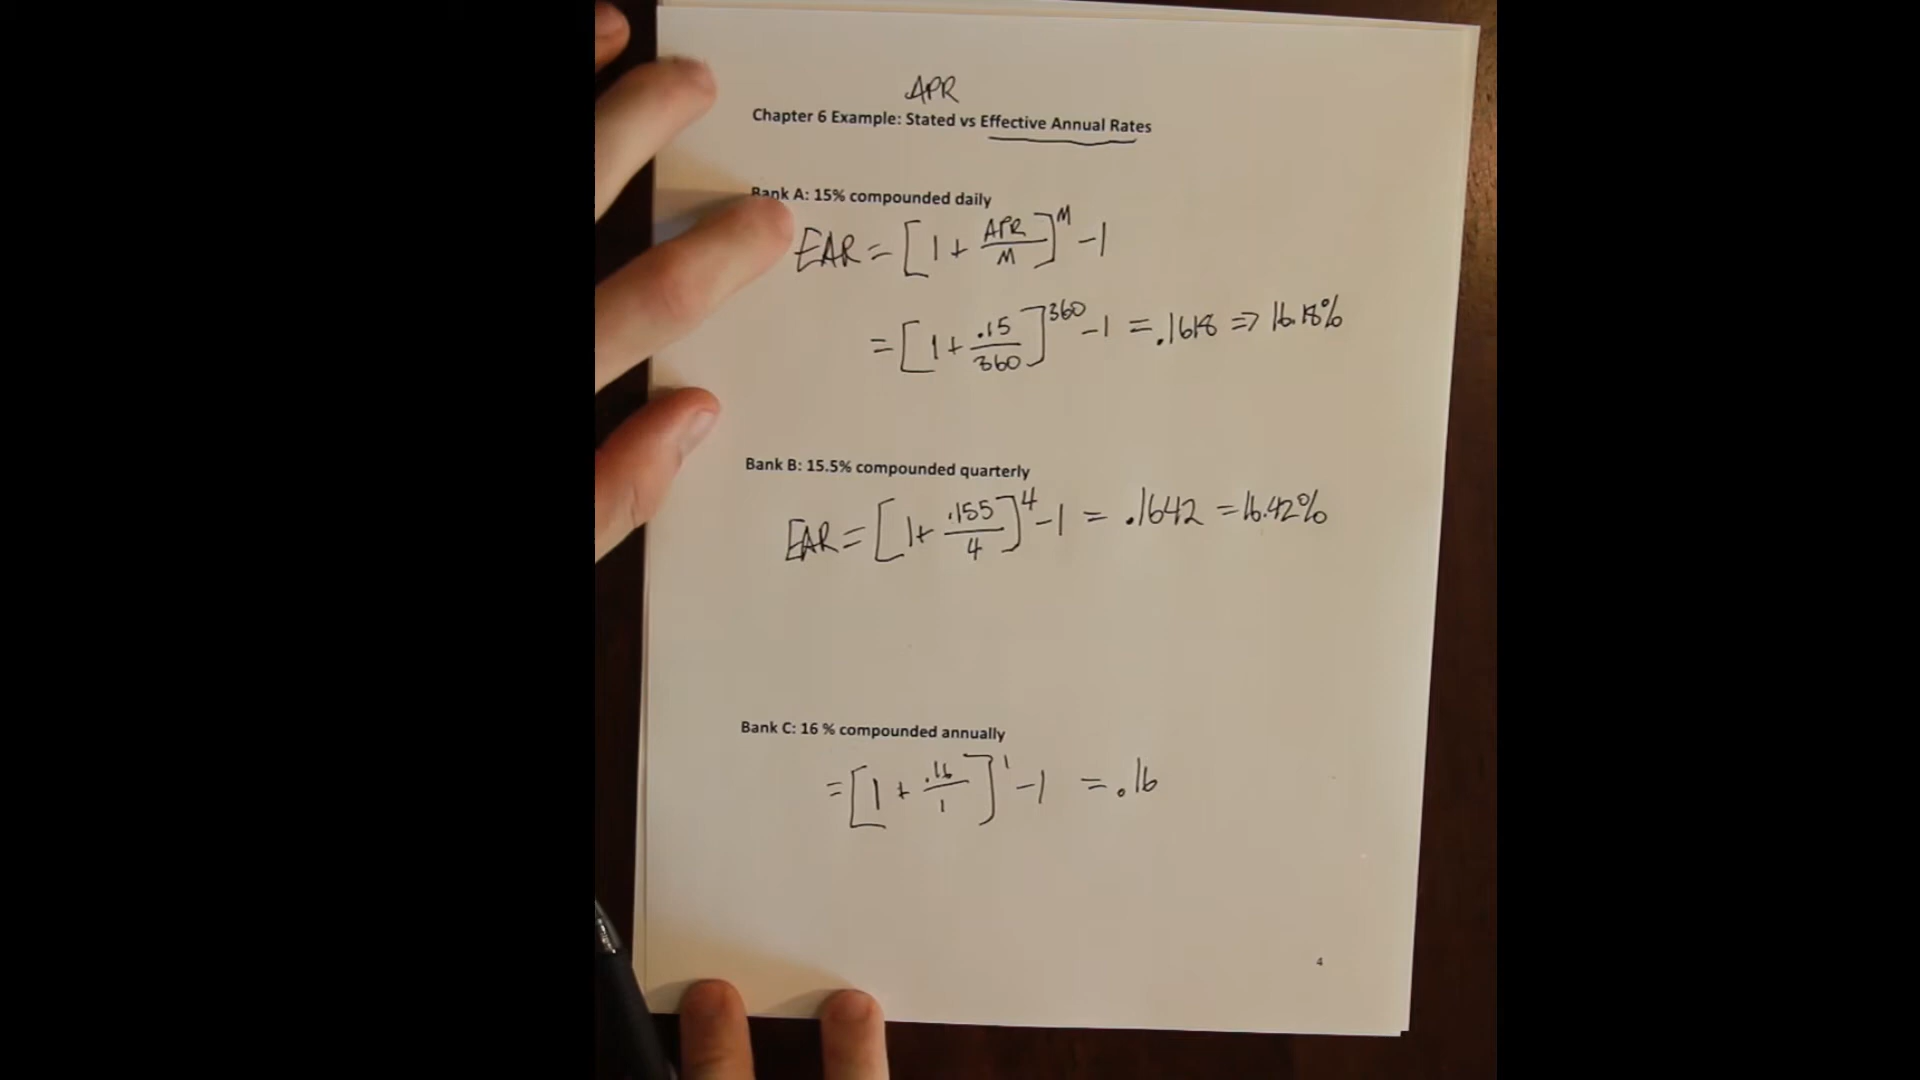 APR
Chapter 6 Example: Stated vs Effective Annual Rates
Bank A: 15% compounded daily
EAR = [1 + APR/M]^M - 1
= [1 + .15/360]^360 - 1 = .1618 => 16.18%
Bank B: 15.5% compounded quarterly
EAR = [1 + .155/4]^4 - 1 = .1642 = 16.42%
Bank C: 16 % compounded annually
= [1 + .16/1]^1 - 1 = .16
4